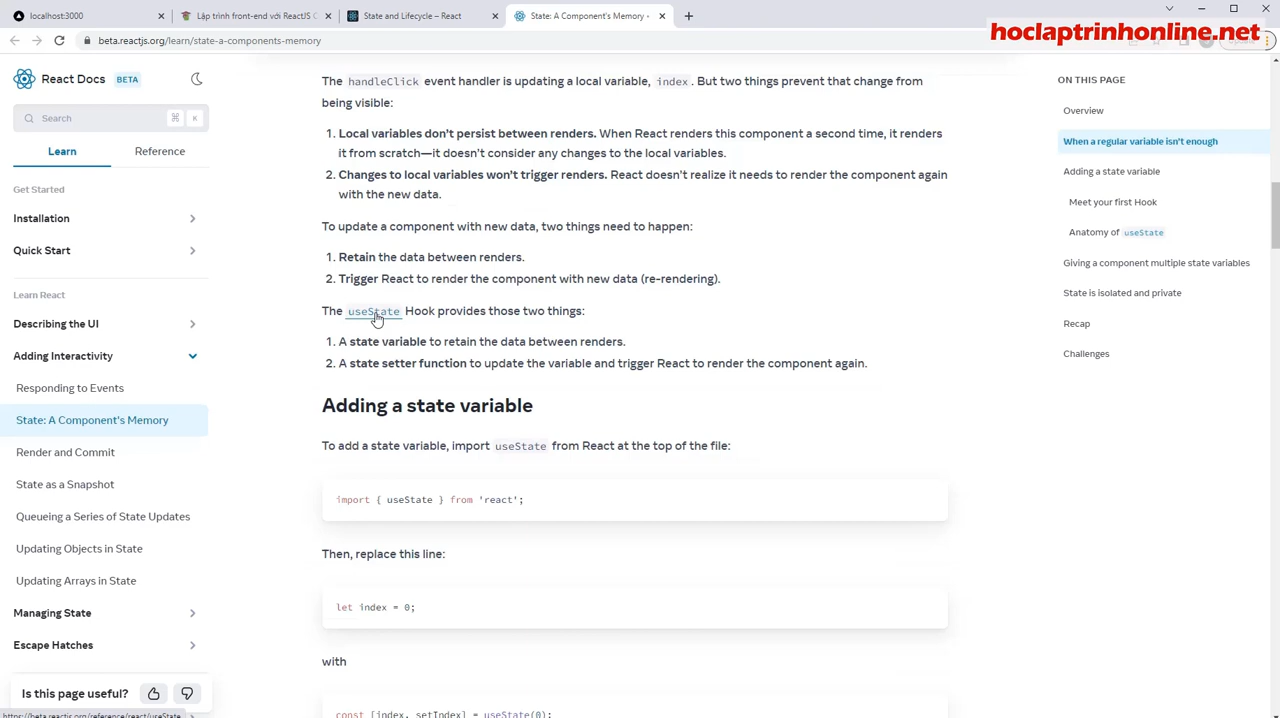 localhost:3000
Lập trình front-end với ReactJS C
State and Lifecycle – React
State: A Component's Memory
hoclaptrinhonline.net
beta.reactjs.org/learn/state-a-components-memory
React Docs BETA
Search ⌘ K
Learn Reference
Get Started
Installation
Quick Start
Learn React
Describing the UI
Adding Interactivity
Responding to Events
State: A Component's Memory
Render and Commit
State as a Snapshot
Queueing a Series of State Updates
Updating Objects in State
Updating Arrays in State
Managing State
Escape Hatches
Is this page useful?
https://beta.reactjs.org/reference/react/useState
The handleClick event handler is updating a local variable, index. But two things prevent that change from
being visible:
1. Local variables don’t persist between renders. When React renders this component a second time, it renders
it from scratch—it doesn’t consider any changes to the local variables.
2. Changes to local variables won’t trigger renders. React doesn’t realize it needs to render the component again
with the new data.
To update a component with new data, two things need to happen:
1. Retain the data between renders.
2. Trigger React to render the component with new data (re-rendering).
The useState Hook provides those two things:
1. A state variable to retain the data between renders.
2. A state setter function to update the variable and trigger React to render the component again.
Adding a state variable
To add a state variable, import useState from React at the top of the file:
import { useState } from 'react';
Then, replace this line:
let index = 0;
with
const [index, setIndex] = useState(0);
ON THIS PAGE
Overview
When a regular variable isn’t enough
Adding a state variable
Meet your first Hook
Anatomy of useState
Giving a component multiple state variables
State is isolated and private
Recap
Challenges